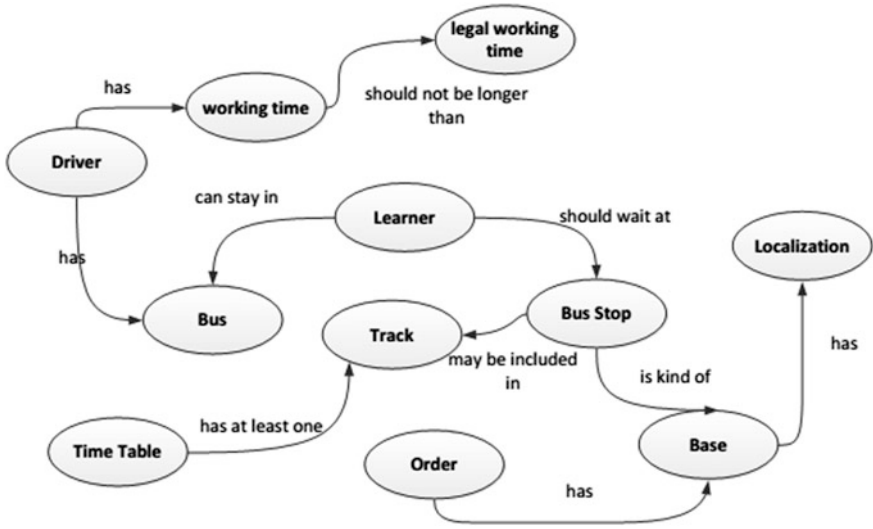 legal working
time
has
working time
should not be longer
than
Driver
can stay in
Learner
should wait at
Localization
has
Bus
Track
Bus Stop
may be included
in
has
is kind of
has at least one
Time Table
Order
Base
has